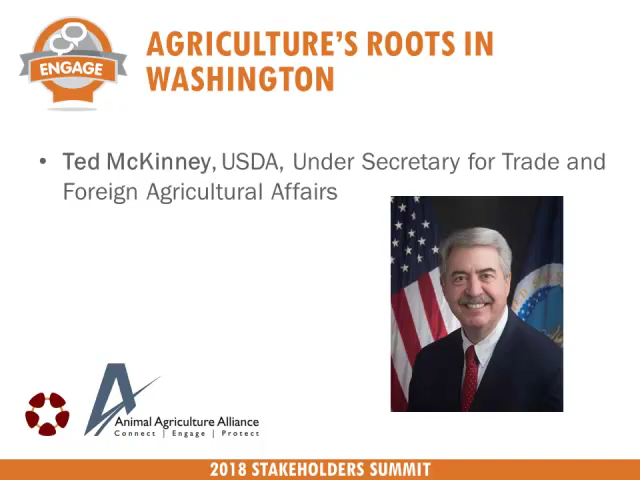 ENGAGE
AGRICULTURE'S ROOTS IN
WASHINGTON
• Ted McKinney, USDA, Under Secretary for Trade and
Foreign Agricultural Affairs
Animal Agriculture Alliance
Connect | Engage | Protect
2018 STAKEHOLDERS SUMMIT